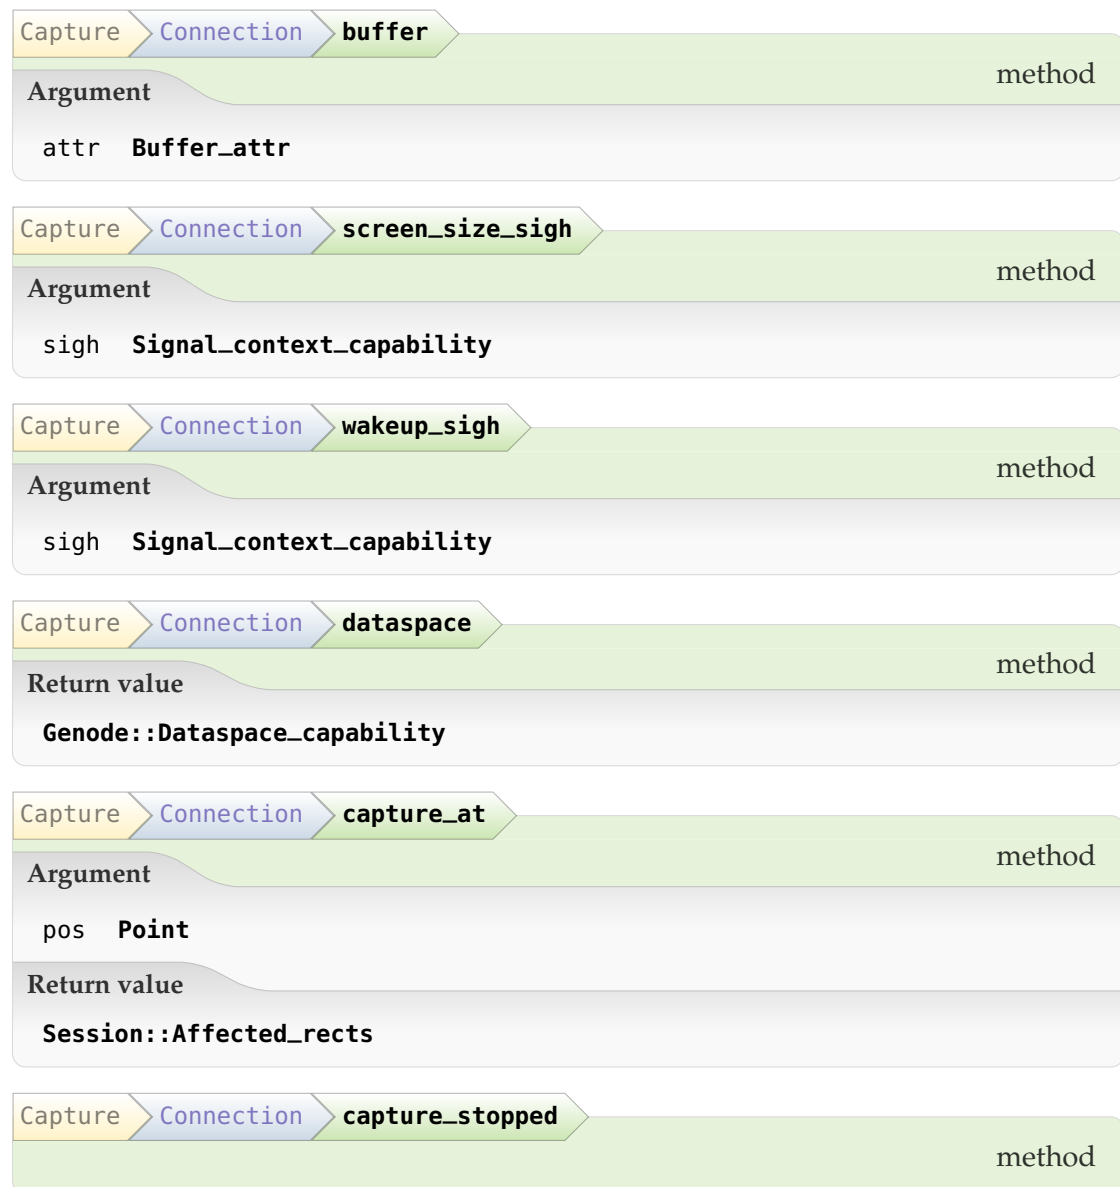 Capture Connection buffer
method
Argument
attr Buffer_attr
Capture Connection screen_size_sigh
method
Argument
sigh Signal_context_capability
Capture Connection wakeup_sigh
method
Argument
sigh Signal_context_capability
Capture Connection dataspace
method
Return value
Genode::Dataspace_capability
Capture Connection capture_at
method
Argument
pos Point
Return value
Session::Affected_rects
Capture Connection capture_stopped
method